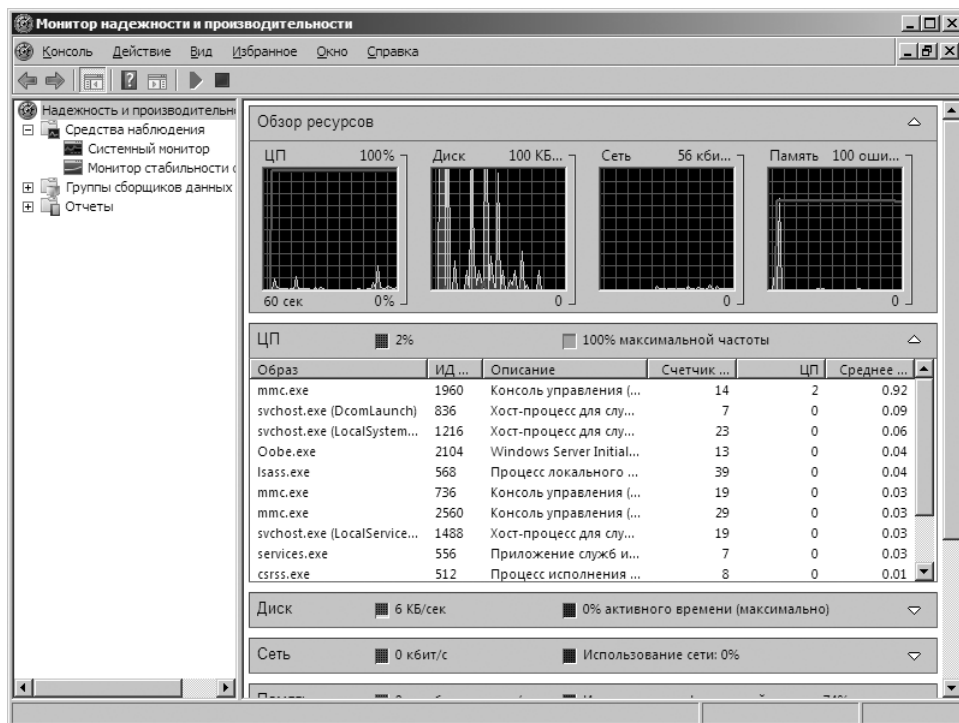 Монитор надежности и производительности
Консоль Действие Вид Избранное Окно Справка
Надежность и производительн
Средства наблюдения
Системный монитор
Монитор стабильности с
Группы сборщиков данных
Отчеты
Обзор ресурсов
ЦП 100% Диск 100 КБ... Сеть 56 кби... Память 100 оши...
60 сек 0% 0 0 0
ЦП 2% 100% максимальной частоты
Образ ИД ... Описание Счетчик ... ЦП Среднее ...
mmc.exe 1960 Консоль управления (... 14 2 0.92
svchost.exe (DcomLaunch) 836 Хост-процесс для слу... 7 0 0.09
svchost.exe (LocalSystem... 1216 Хост-процесс для слу... 23 0 0.06
Oobe.exe 2104 Windows Server Initial... 13 0 0.04
lsass.exe 568 Процесс локального ... 39 0 0.04
mmc.exe 736 Консоль управления (... 19 0 0.03
mmc.exe 2560 Консоль управления (... 29 0 0.03
svchost.exe (LocalService... 1488 Хост-процесс для слу... 19 0 0.03
services.exe 556 Приложение служб и... 7 0 0.03
csrss.exe 512 Процесс исполнения ... 8 0 0.01
Диск 6 КБ/сек 0% активного времени (максимально)
Сеть 0 кбит/с Использование сети: 0%